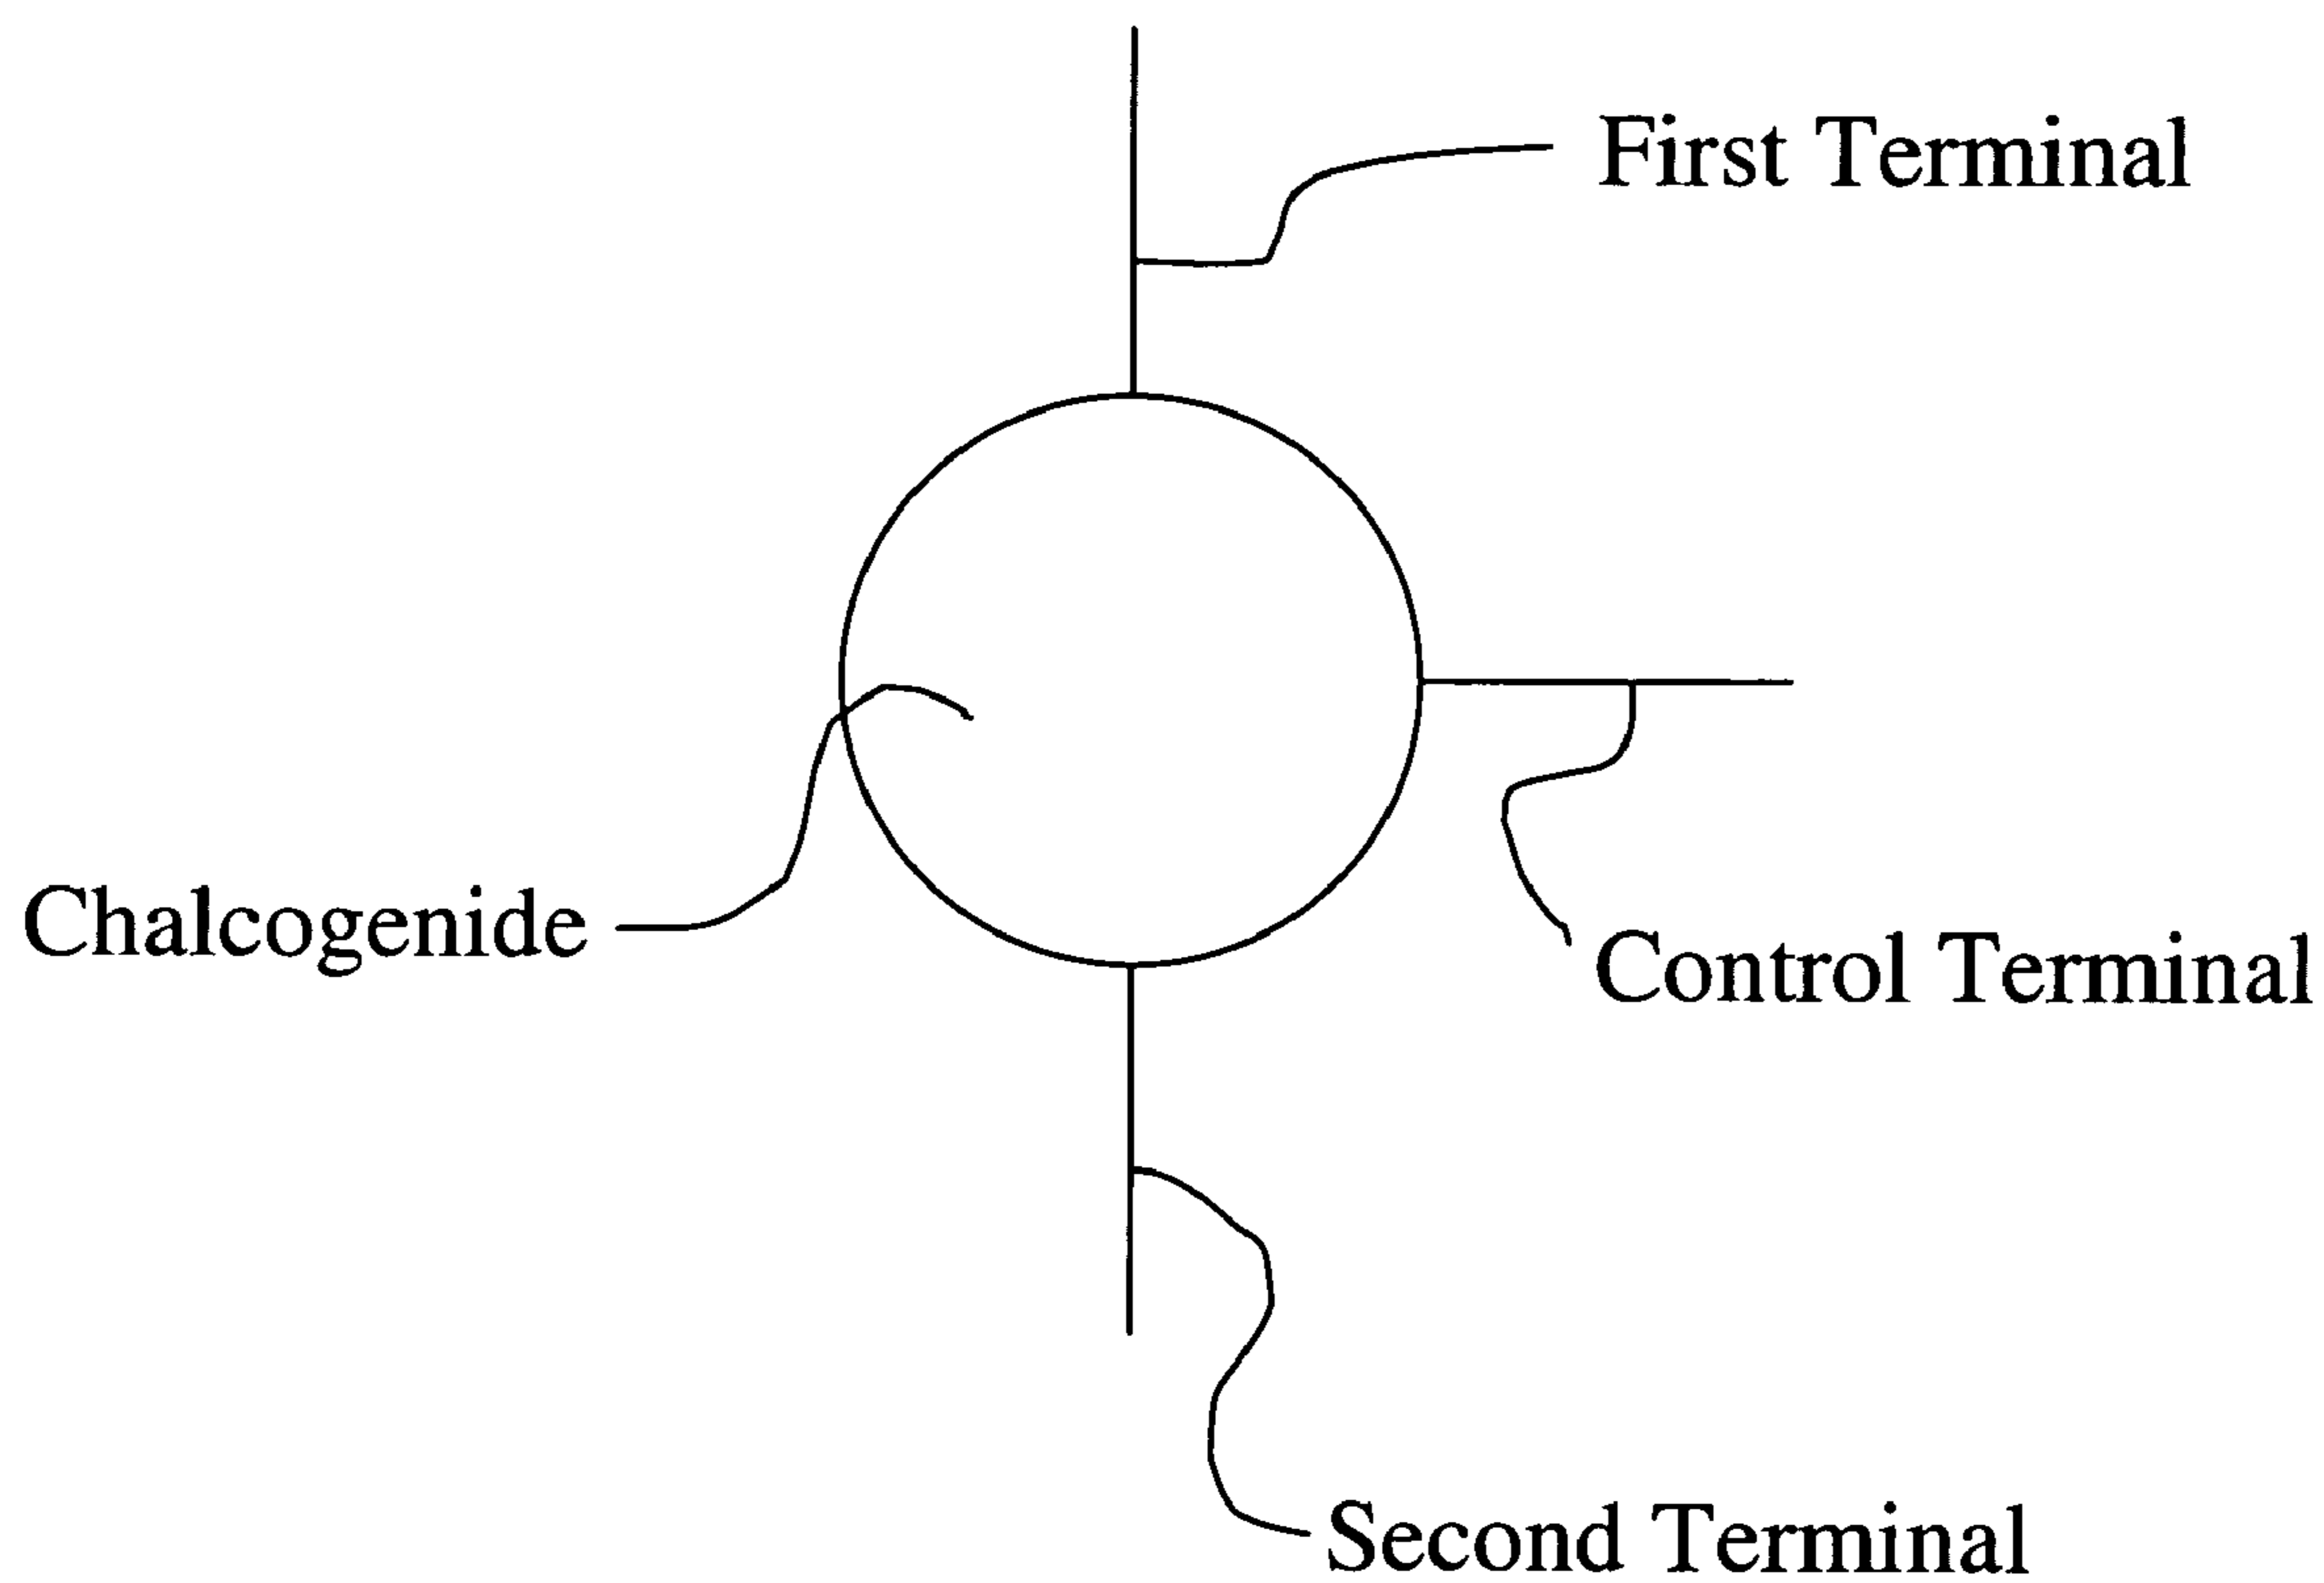 First Terminal
Chalcogenide
Control Terminal
Second Terminal